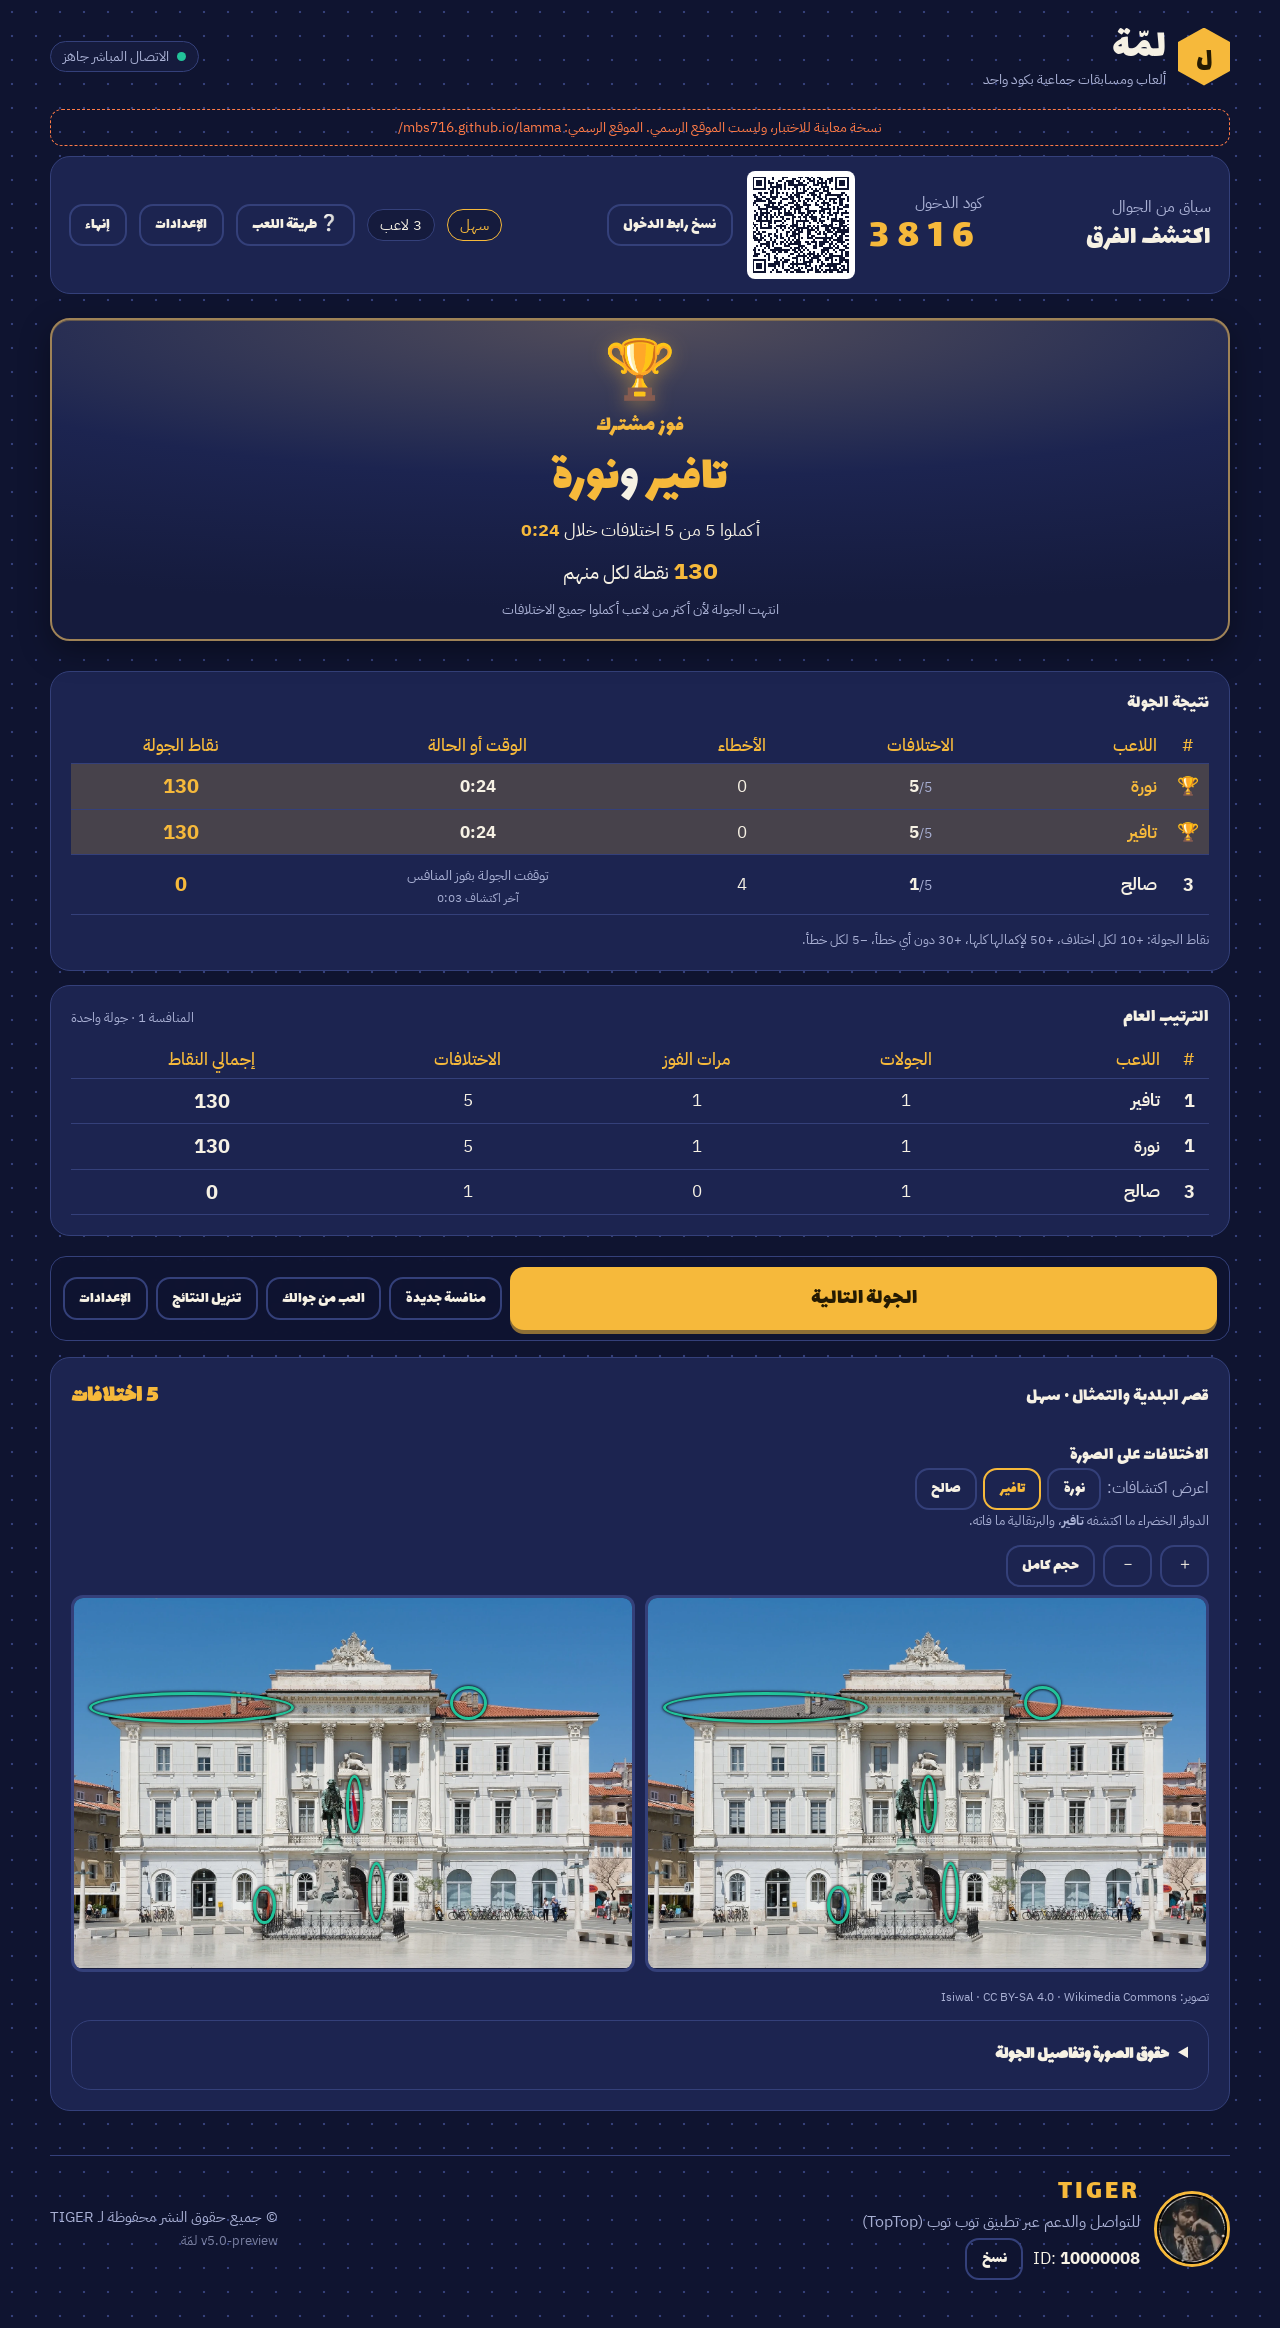 ل
لمّة
ألعاب ومسابقات جماعية بكود واحد
الاتصال المباشر جاهز
نسخة معاينة للاختبار، وليست الموقع الرسمي. الموقع الرسمي: mbs716.github.io/lamma/
سباق من الجوال
اكتشف الفرق
كود الدخول
3816
نسخ رابط الدخول
سهل
3 لاعب
❔ طريقة اللعب
الإعدادات
إنهاء
فوز مشترك
تافير ونورة
أكملوا 5 من 5 اختلافات خلال 0:24
130 نقطة لكل منهم
انتهت الجولة لأن أكثر من لاعب أكملوا جميع الاختلافات
نتيجة الجولة
# اللاعب الاختلافات الأخطاء الوقت أو الحالة نقاط الجولة
🏆 نورة 5/5 0 0:24 130
🏆 تافير 5/5 0 0:24 130
3 صالح 1/5 4 توقفت الجولة بفوز المنافس 0
آخر اكتشاف 0:03
نقاط الجولة: +10 لكل اختلاف، +50 لإكمالها كلها، +30 دون أي خطأ، −5 لكل خطأ.
الترتيب العام
المنافسة 1 · جولة واحدة
# اللاعب الجولات مرات الفوز الاختلافات إجمالي النقاط
1 تافير 1 1 5 130
1 نورة 1 1 5 130
3 صالح 1 0 1 0
الجولة التالية
منافسة جديدة
العب من جوالك
تنزيل النتائج
الإعدادات
قصر البلدية والتمثال · سهل
5 اختلافات
الاختلافات على الصورة
اعرض اكتشافات: نورة تافير صالح
الدوائر الخضراء ما اكتشفه تافير، والبرتقالية ما فاته.
+ − حجم كامل
تصوير: Isiwal · CC BY-SA 4.0 · Wikimedia Commons
حقوق الصورة وتفاصيل الجولة
TIGER
للتواصل والدعم عبر تطبيق توب توب (TopTop)
ID: 10000008 نسخ
© جميع حقوق النشر محفوظة لـ TIGER
لمّة v5.0-preview